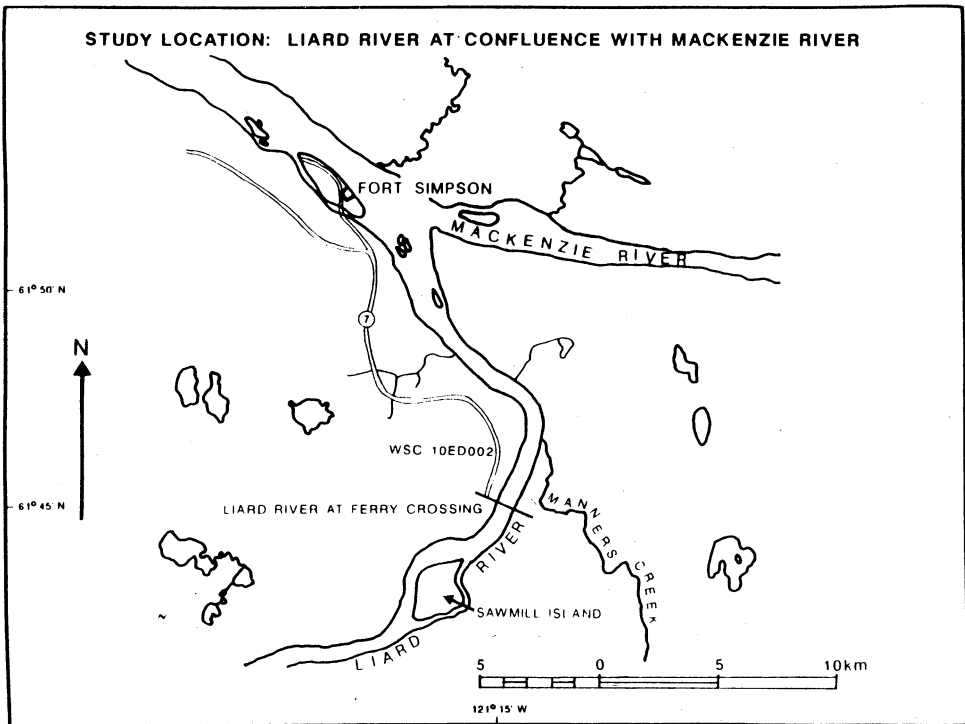 STUDY LOCATION: LIARD RIVER AT CONFLUENCE WITH MACKENZIE RIVER
FORT SIMPSON
MACKENZIE RIVER
61° 50' N
7
N
WSC 10ED002
61° 45' N
LIARD RIVER AT FERRY CROSSING
MANNERS CREEK
SAWMILL ISLAND
LIARD RIVER
5 0 5 10km
121° 15' W